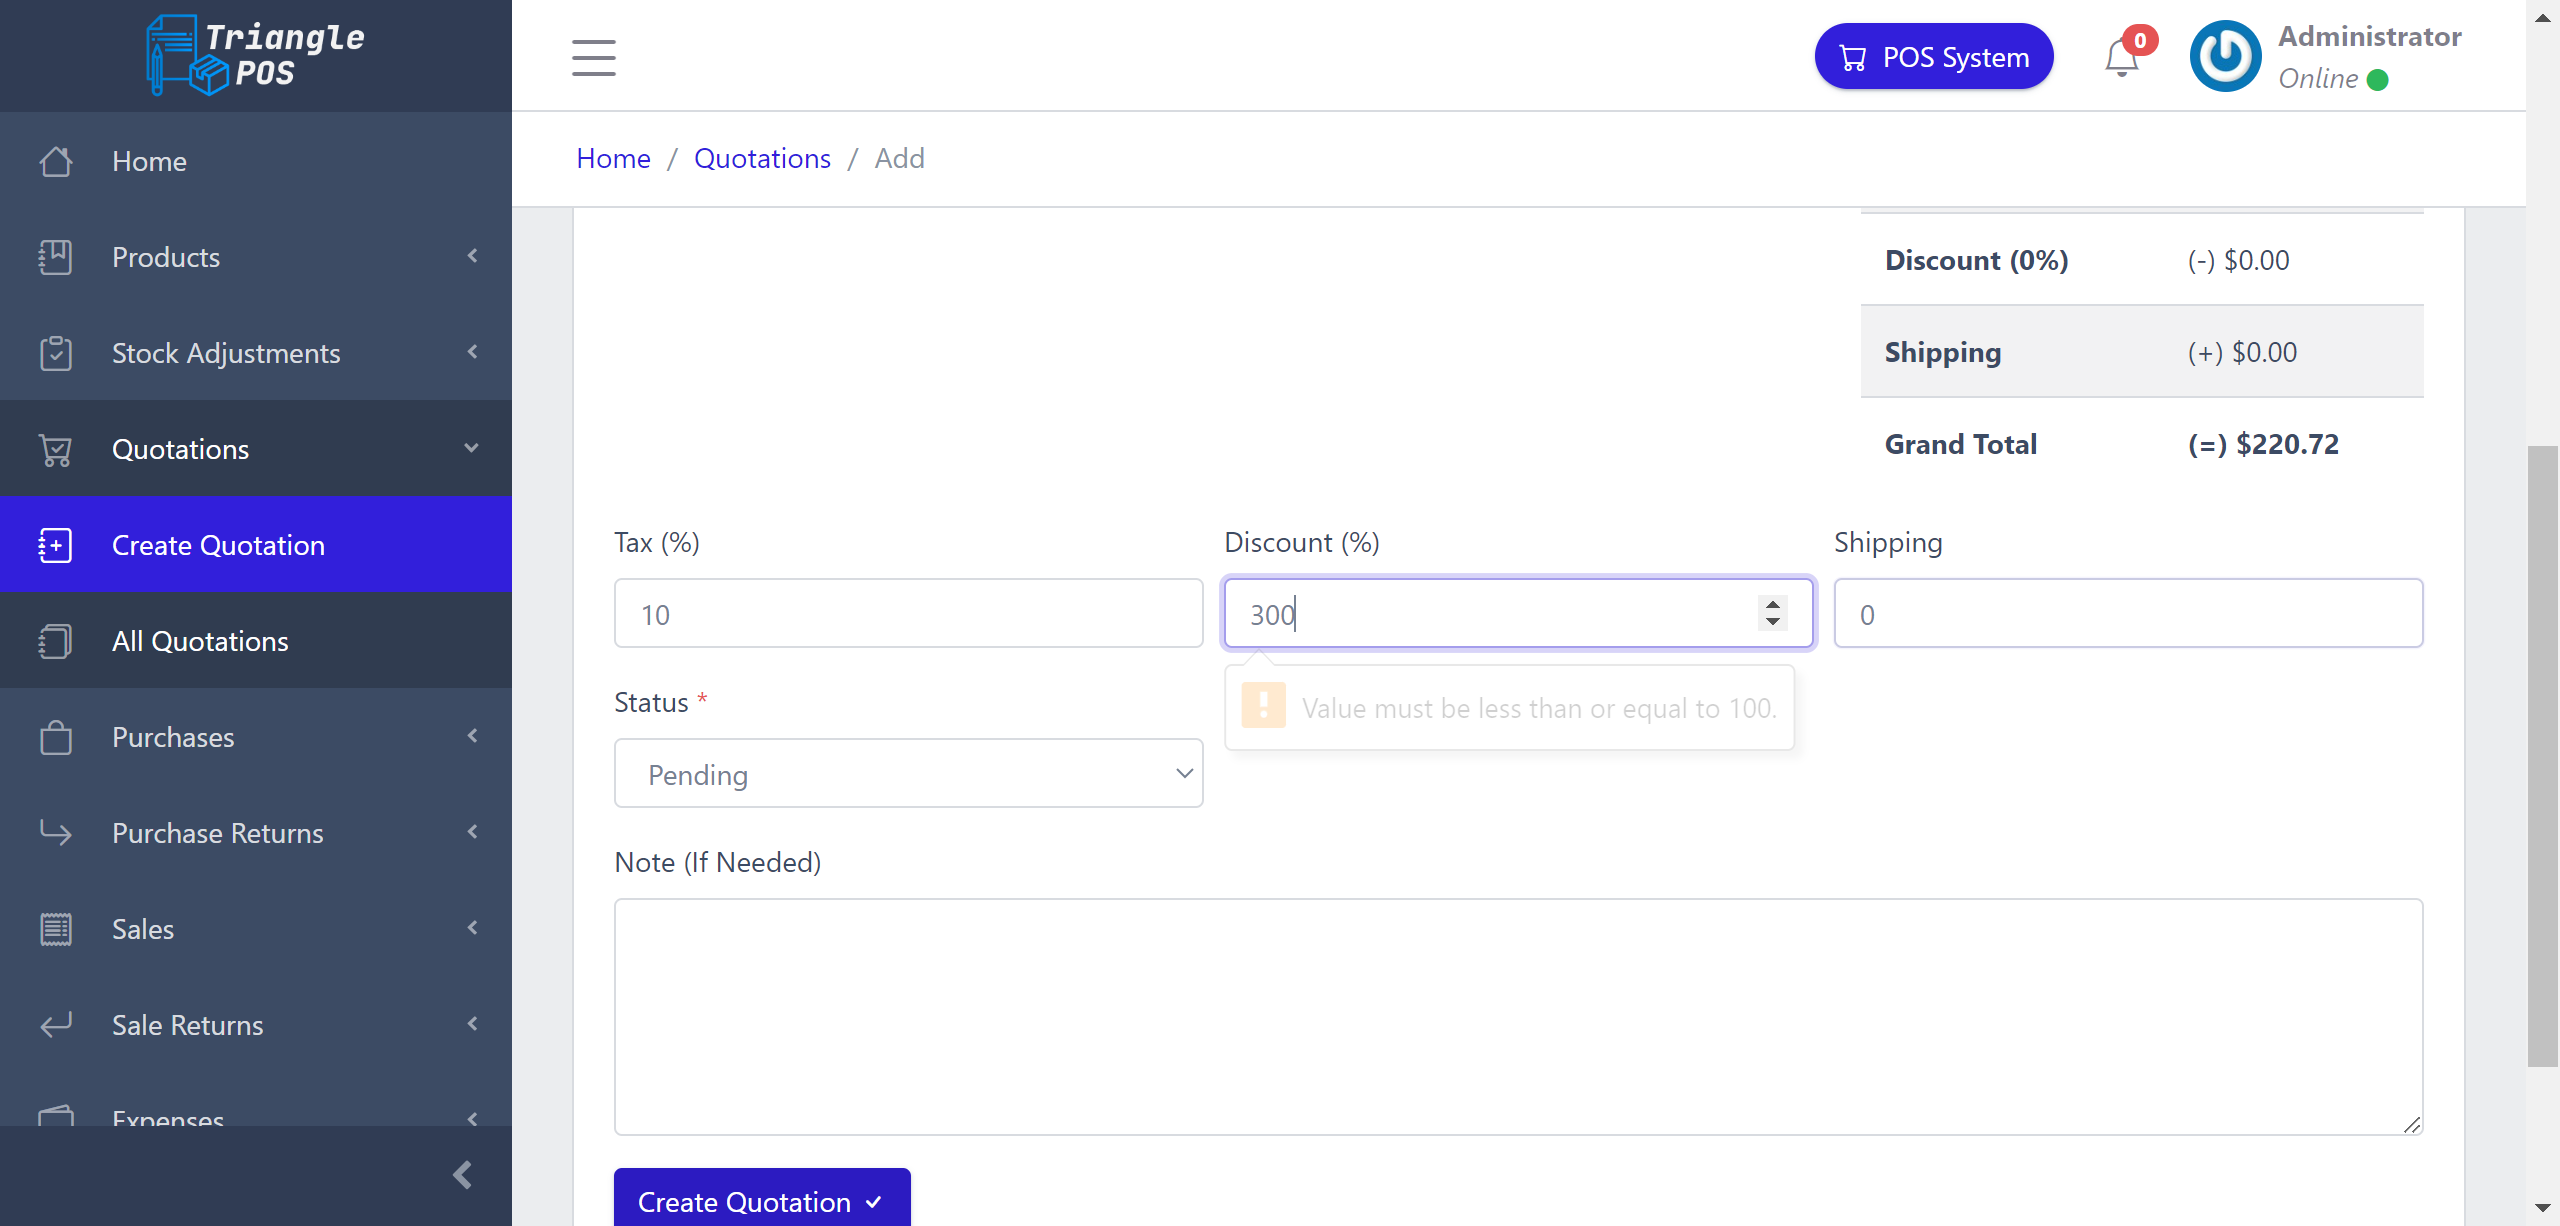 Triangle
POS
POS System
0
Administrator
Online
Home
Products
Stock Adjustments
Quotations
Create Quotation
All Quotations
Purchases
Purchase Returns
Sales
Sale Returns
Expenses
Home / Quotations / Add
Discount (0%) (-) $0.00
Shipping (+) $0.00
Grand Total (=) $220.72
Tax (%) Discount (%) Shipping
10 300 0
Value must be less than or equal to 100.
Status *
Pending
Note (If Needed)
Create Quotation